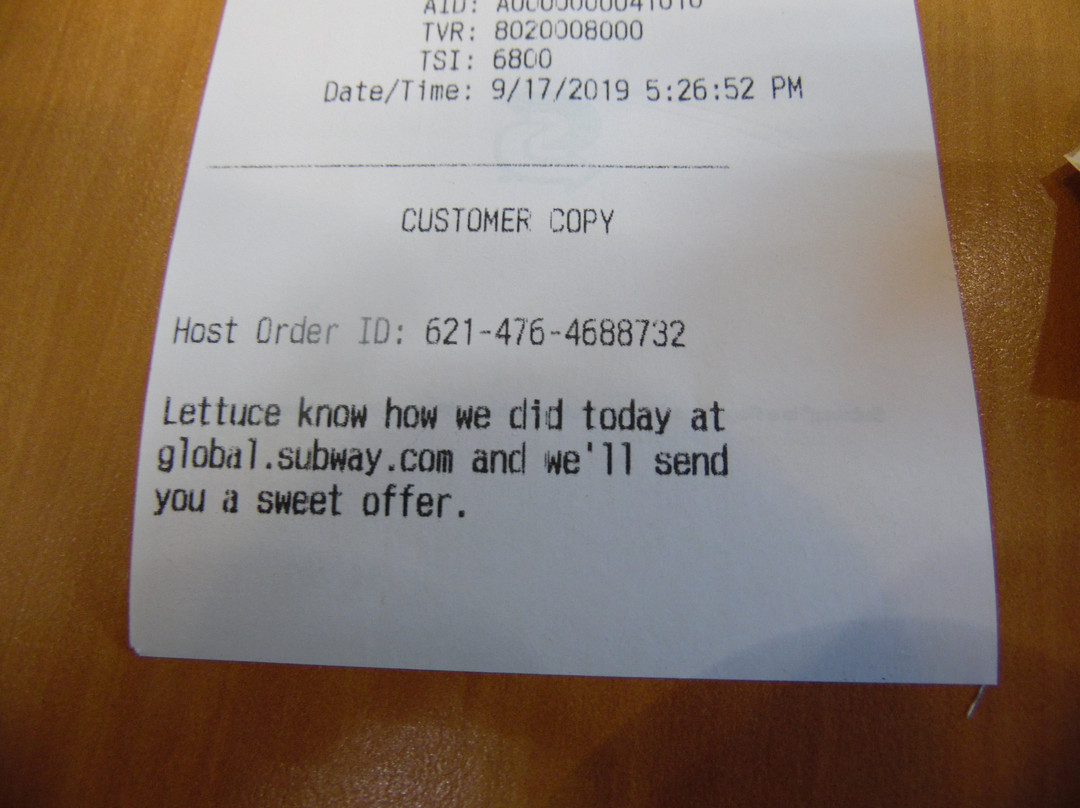 AID: A0000000041010
TVR: 8020008000
TSI: 6800
Date/Time: 9/17/2019 5:26:52 PM
CUSTOMER COPY
Host Order ID: 621-476-4688732
Lettuce know how we did today at
global.subway.com and we'll send
you a sweet offer.